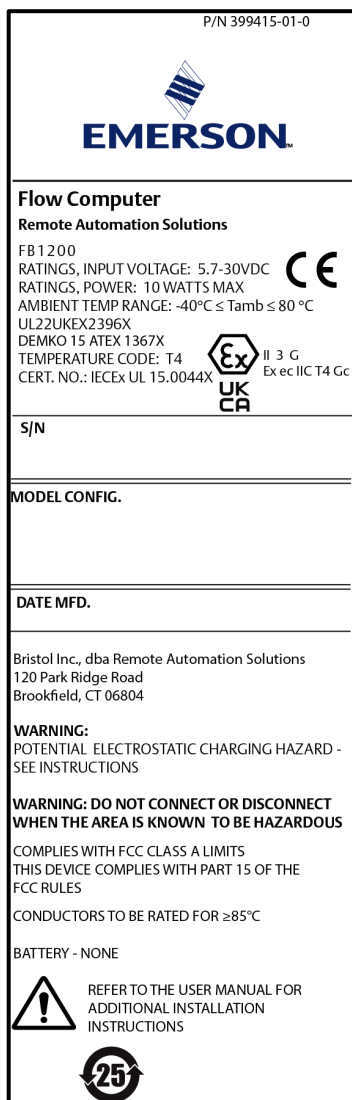 P/N 399415-01-0
EMERSON™
Flow Computer
Remote Automation Solutions
FB1200
RATINGS, INPUT VOLTAGE: 5.7-30VDC
CE
RATINGS, POWER: 10 WATTS MAX
AMBIENT TEMP RANGE: -40°C ≤ Tamb ≤ 80 °C
UL22UKEX2396X
DEMKO 15 ATEX 1367X
TEMPERATURE CODE: T4
CERT. NO.: IECEx UL 15.0044X
Ex
II 3 G
Ex ec IIC T4 Gc
UK
CA
S/N
MODEL CONFIG.
DATE MFD.
Bristol Inc., dba Remote Automation Solutions
120 Park Ridge Road
Brookfield, CT 06804
WARNING:
POTENTIAL ELECTROSTATIC CHARGING HAZARD -
SEE INSTRUCTIONS
WARNING: DO NOT CONNECT OR DISCONNECT
WHEN THE AREA IS KNOWN TO BE HAZARDOUS
COMPLIES WITH FCC CLASS A LIMITS
THIS DEVICE COMPLIES WITH PART 15 OF THE
FCC RULES
CONDUCTORS TO BE RATED FOR ≥85°C
BATTERY - NONE
REFER TO THE USER MANUAL FOR
ADDITIONAL INSTALLATION
INSTRUCTIONS
25